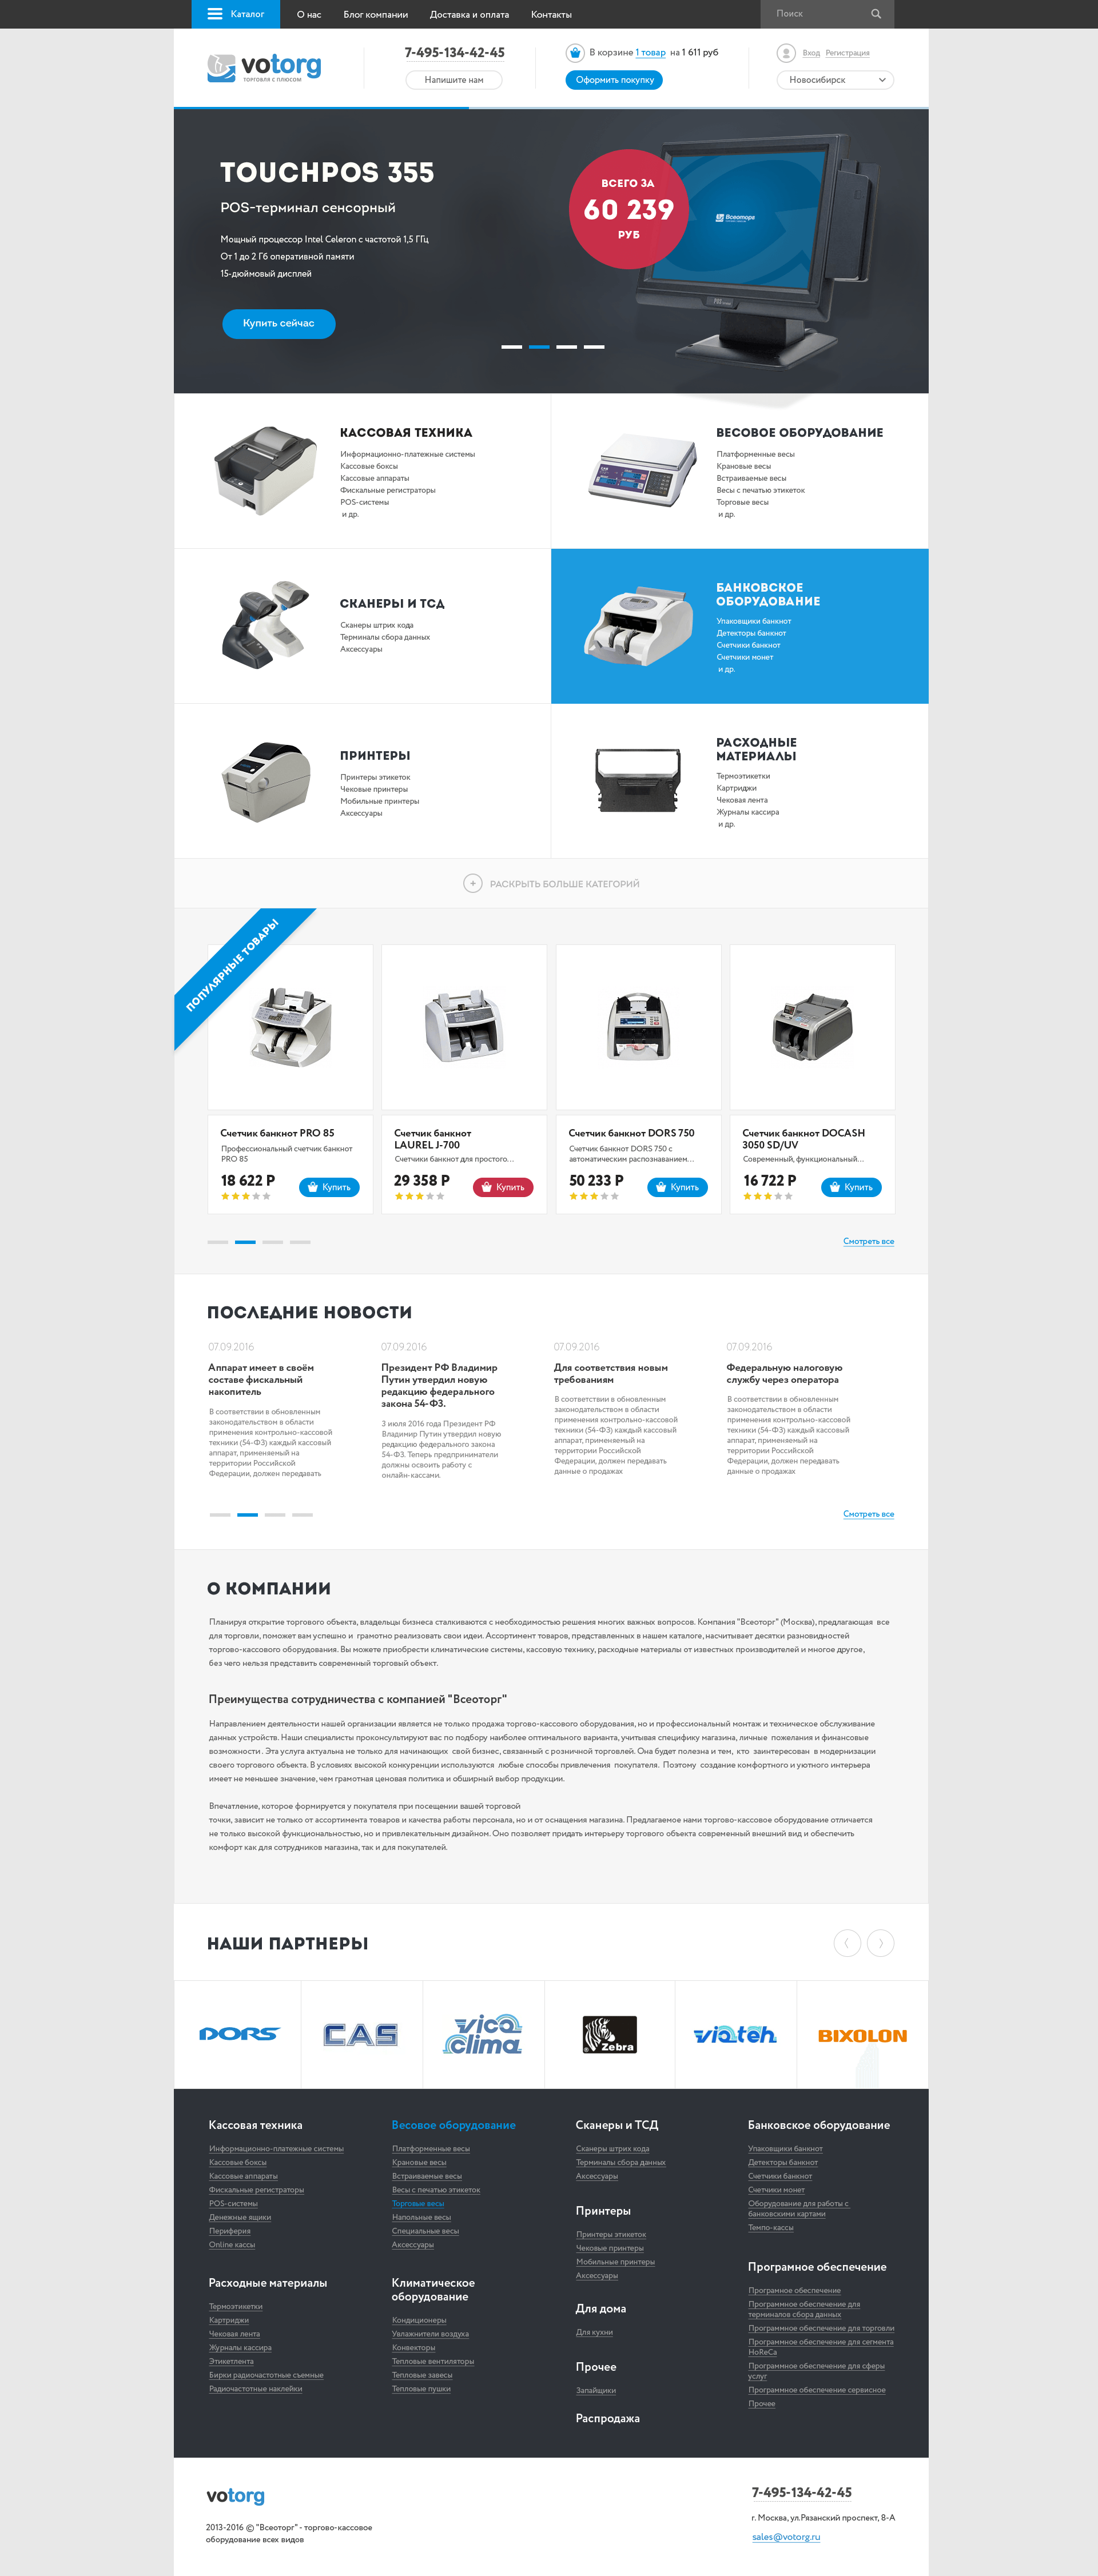 Каталог
О нас
Блог компании
Доставка и оплата
Контакты
Поиск
votorg
ТОРГОВЛЯ С ПЛЮСОМ
7-495-134-42-45
Напишите нам
В корзине 1 товар на 1 611 руб
Оформить покупку
Вход Регистрация
Новосибирск
TOUCHPOS 355
POS-терминал сенсорный
Мощный процессор Intel Celeron с частотой 1,5 ГГц
От 1 до 2 Гб оперативной памяти
15-дюймовый дисплей
Купить сейчас
ВСЕГО ЗА
60 239
РУБ
Всеоторг
КАССОВАЯ ТЕХНИКА
Информационно-платежные системы
Кассовые боксы
Кассовые аппараты
Фискальные регистраторы
POS-системы
и др.
ВЕСОВОЕ ОБОРУДОВАНИЕ
Платформенные весы
Крановые весы
Встраиваемые весы
Весы с печатью этикеток
Торговые весы
и др.
СКАНЕРЫ И ТСД
Сканеры штрих кода
Терминалы сбора данных
Аксессуары
БАНКОВСКОЕ
ОБОРУДОВАНИЕ
Упаковщики банкнот
Детекторы банкнот
Счетчики банкнот
Счетчики монет
и др.
ПРИНТЕРЫ
Принтеры этикеток
Чековые принтеры
Мобильные принтеры
Аксессуары
РАСХОДНЫЕ
МАТЕРИАЛЫ
Термоэтикетки
Картриджи
Чековая лента
Журналы кассира
и др.
РАСКРЫТЬ БОЛЬШЕ КАТЕГОРИЙ
ПОПУЛЯРНЫЕ ТОВАРЫ
Счетчик банкнот PRO 85
Профессиональный счетчик банкнот
PRO 85
18 622 Р
Купить
Счетчик банкнот
LAUREL J-700
Счетчики банкнот для простого...
29 358 Р
Купить
Счетчик банкнот DORS 750
Счетчик банкнот DORS 750 с
автоматическим распознаванием...
50 233 Р
Купить
Счетчик банкнот DOCASH
3050 SD/UV
Современный, функциональный...
16 722 Р
Купить
Смотреть все
ПОСЛЕДНИЕ НОВОСТИ
07.09.2016
Аппарат имеет в своём
составе фискальный
накопитель
В соответствии в обновленным
законодательством в области
применения контрольно-кассовой
техники (54-ФЗ) каждый кассовый
аппарат, применяемый на
территории Российской
Федерации, должен передавать
07.09.2016
Президент РФ Владимир
Путин утвердил новую
редакцию федерального
закона 54-ФЗ.
3 июля 2016 года Президент РФ
Владимир Путин утвердил новую
редакцию федерального закона
54-ФЗ. Теперь предприниматели
должны освоить работу с
онлайн-кассами.
07.09.2016
Для соответствия новым
требованиям
В соответствии в обновленным
законодательством в области
применения контрольно-кассовой
техники (54-ФЗ) каждый кассовый
аппарат, применяемый на
территории Российской
Федерации, должен передавать
данные о продажах
07.09.2016
Федеральную налоговую
службу через оператора
В соответствии в обновленным
законодательством в области
применения контрольно-кассовой
техники (54-ФЗ) каждый кассовый
аппарат, применяемый на
территории Российской
Федерации, должен передавать
данные о продажах
Смотреть все
О КОМПАНИИ
Планируя открытие торгового объекта, владельцы бизнеса сталкиваются с необходимостью решения многих важных вопросов. Компания "Всеоторг" (Москва), предлагающая все
для торговли, поможет вам успешно и грамотно реализовать свои идеи. Ассортимент товаров, представленных в нашем каталоге, насчитывает десятки разновидностей
торгово-кассового оборудования. Вы можете приобрести климатические системы, кассовую технику, расходные материалы от известных производителей и многое другое,
без чего нельзя представить современный торговый объект.
Преимущества сотрудничества с компанией "Всеоторг"
Направлением деятельности нашей организации является не только продажа торгово-кассового оборудования, но и профессиональный монтаж и техническое обслуживание
данных устройств. Наши специалисты проконсультируют вас по подбору наиболее оптимального варианта, учитывая специфику магазина, личные пожелания и финансовые
возможности . Эта услуга актуальна не только для начинающих свой бизнес, связанный с розничной торговлей. Она будет полезна и тем, кто заинтересован в модернизации
своего торгового объекта. В условиях высокой конкуренции используются любые способы привлечения покупателя. Поэтому создание комфортного и уютного интерьера
имеет не меньшее значение, чем грамотная ценовая политика и обширный выбор продукции.
Впечатление, которое формируется у покупателя при посещении вашей торговой
точки, зависит не только от ассортимента товаров и качества работы персонала, но и от оснащения магазина. Предлагаемое нами торгово-кассовое оборудование отличается
не только высокой функциональностью, но и привлекательным дизайном. Оно позволяет придать интерьеру торгового объекта современный внешний вид и обеспечить
комфорт как для сотрудников магазина, так и для покупателей.
НАШИ ПАРТНЕРЫ
DORS
CAS
vico clima
Zebra
viateh
BIXOLON
Кассовая техника
Информационно-платежные системы
Кассовые боксы
Кассовые аппараты
Фискальные регистраторы
POS-системы
Денежные ящики
Периферия
Online кассы
Расходные материалы
Термоэтикетки
Картриджи
Чековая лента
Журналы кассира
Этикетлента
Бирки радиочастотные съемные
Радиочастотные наклейки
Весовое оборудование
Платформенные весы
Крановые весы
Встраиваемые весы
Весы с печатью этикеток
Торговые весы
Напольные весы
Специальные весы
Аксессуары
Климатическое
оборудование
Кондиционеры
Увлажнители воздуха
Конвекторы
Тепловые вентиляторы
Тепловые завесы
Тепловые пушки
Сканеры и ТСД
Сканеры штрих кода
Терминалы сбора данных
Аксессуары
Принтеры
Принтеры этикеток
Чековые принтеры
Мобильные принтеры
Аксессуары
Для дома
Для кухни
Прочее
Запайщики
Распродажа
Банковское оборудование
Упаковщики банкнот
Детекторы банкнот
Счетчики банкнот
Счетчики монет
Оборудование для работы с
банковскими картами
Темпо-кассы
Програмное обеспечение
Програмное обеспечение
Программное обеспечение для
терминалов сбора данных
Программное обеспечение для торговли
Программное обеспечение для сегмента
HoReCa
Программное обеспечение для сферы
услуг
Программное обеспечение сервисное
Прочее
votorg
2013-2016 © "Всеоторг" - торгово-кассовое
оборудование всех видов
7-495-134-42-45
г. Москва, ул.Рязанский проспект, 8-А
sales@votorg.ru